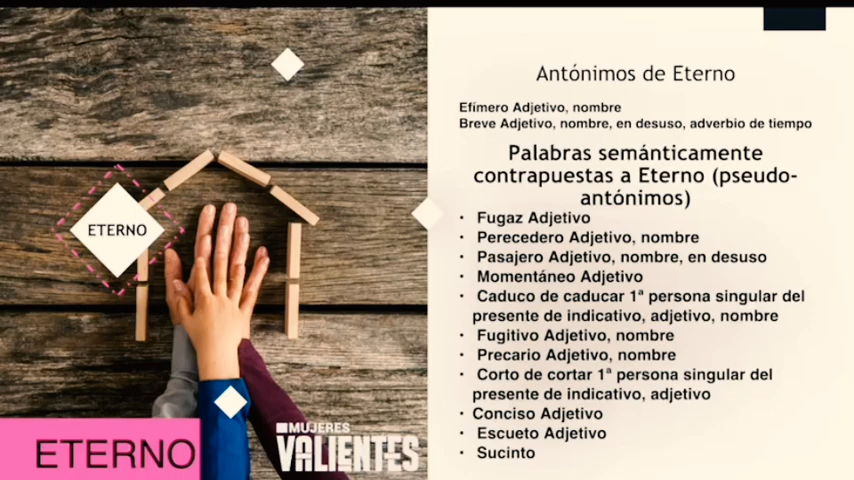 ETERNO
ETERNO
MUJERES
VALIENTES
Antónimos de Eterno
Efímero Adjetivo, nombre
Breve Adjetivo, nombre, en desuso, adverbio de tiempo
Palabras semánticamente
contrapuestas a Eterno (pseudo-
antónimos)
• Fugaz Adjetivo
• Perecedero Adjetivo, nombre
• Pasajero Adjetivo, nombre, en desuso
• Momentáneo Adjetivo
• Caduco de caducar 1ª persona singular del
presente de indicativo, adjetivo, nombre
• Fugitivo Adjetivo, nombre
• Precario Adjetivo, nombre
• Corto de cortar 1ª persona singular del
presente de indicativo, adjetivo
• Conciso Adjetivo
• Escueto Adjetivo
• Sucinto